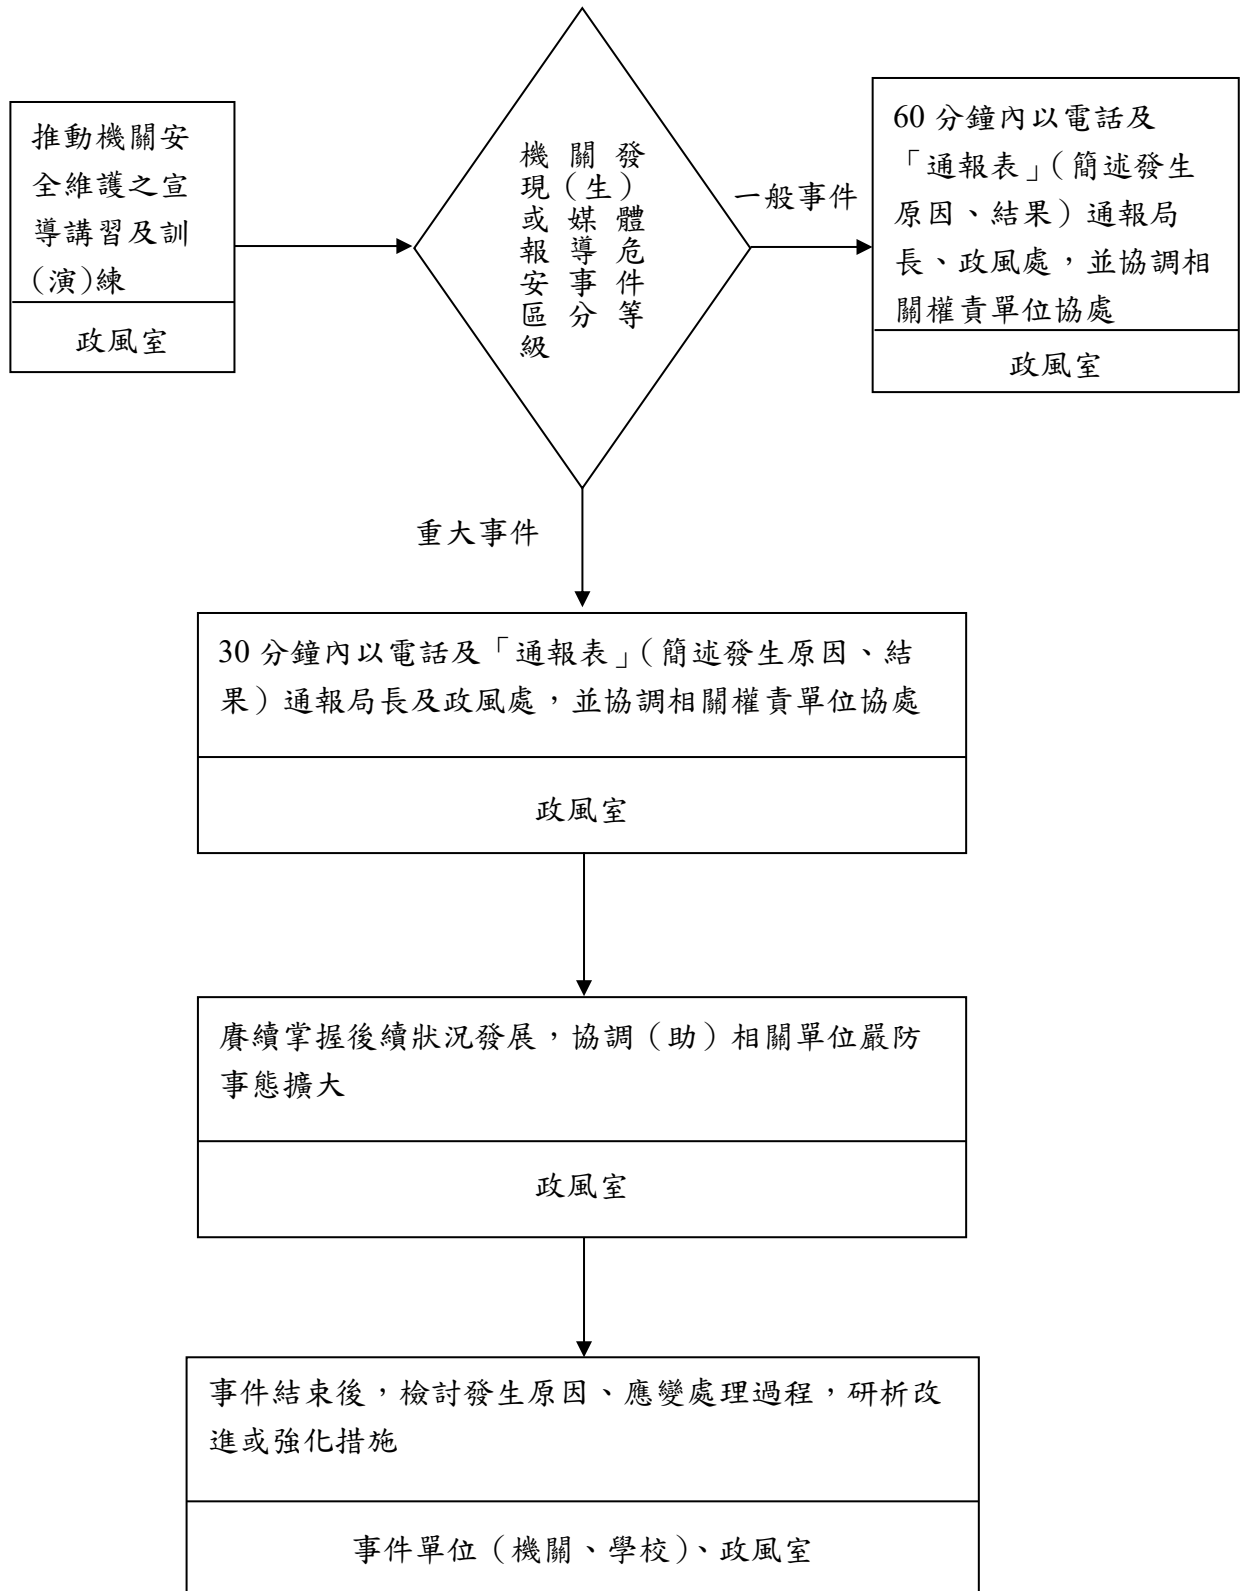 推動機關安
全維護之宣
導講習及訓
(演)練
政風室
機關發
現(生)
或媒體
報導危
安事件
區分等
級
一般事件
60 分鐘內以電話及
「通報表」(簡述發生
原因、結果)通報局
長、政風處,並協調相
關權責單位協處
政風室
重大事件
30 分鐘內以電話及「通報表」(簡述發生原因、結
果)通報局長及政風處,並協調相關權責單位協處
政風室
賡續掌握後續狀況發展,協調(助)相關單位嚴防
事態擴大
政風室
事件結束後,檢討發生原因、應變處理過程,研析改
進或強化措施
事件單位(機關、學校)、政風室